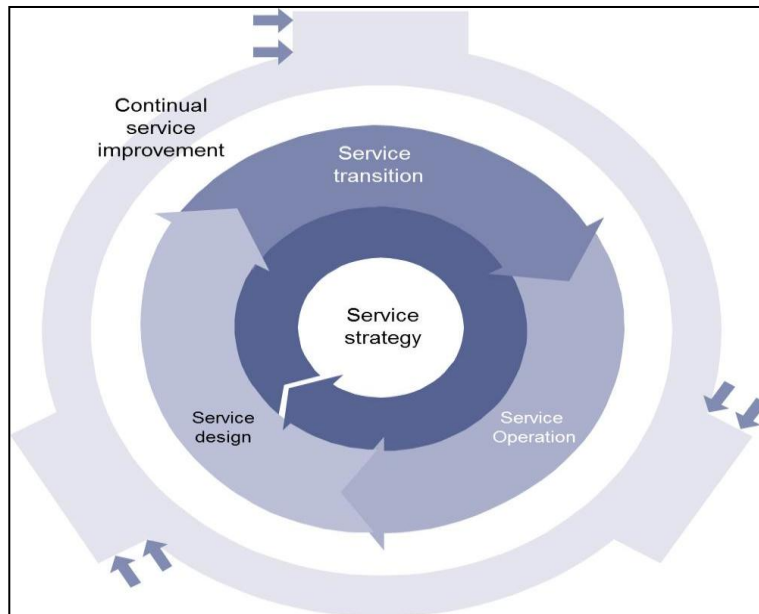 Continual
service
improvement
Service
transition
Service
strategy
Service
design
Service
Operation